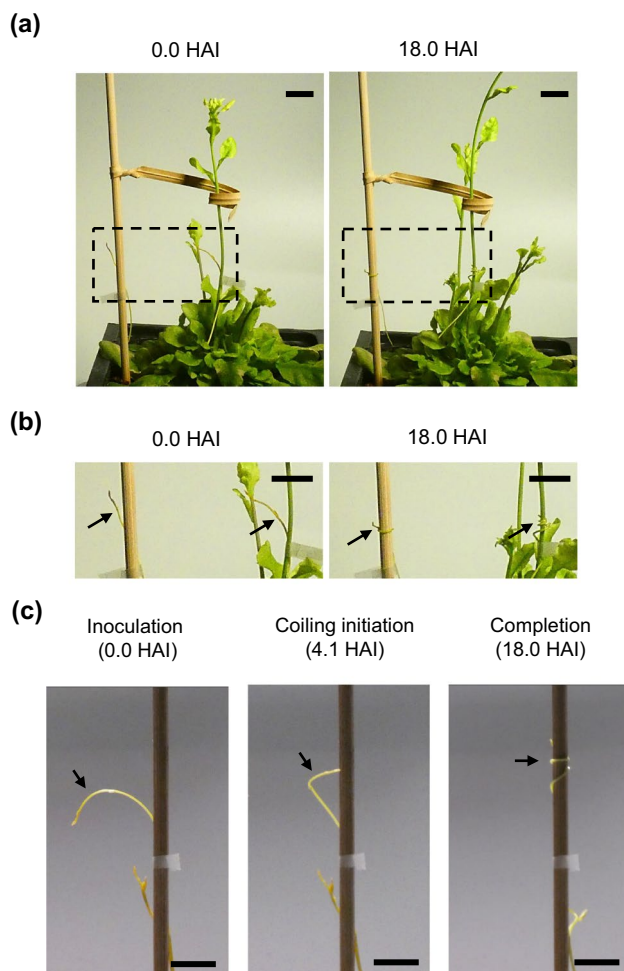 (a)
0.0 HAI
18.0 HAI
(b)
0.0 HAI
18.0 HAI
(c)
Inoculation
(0.0 HAI)
Coiling initiation
(4.1 HAI)
Completion
(18.0 HAI)